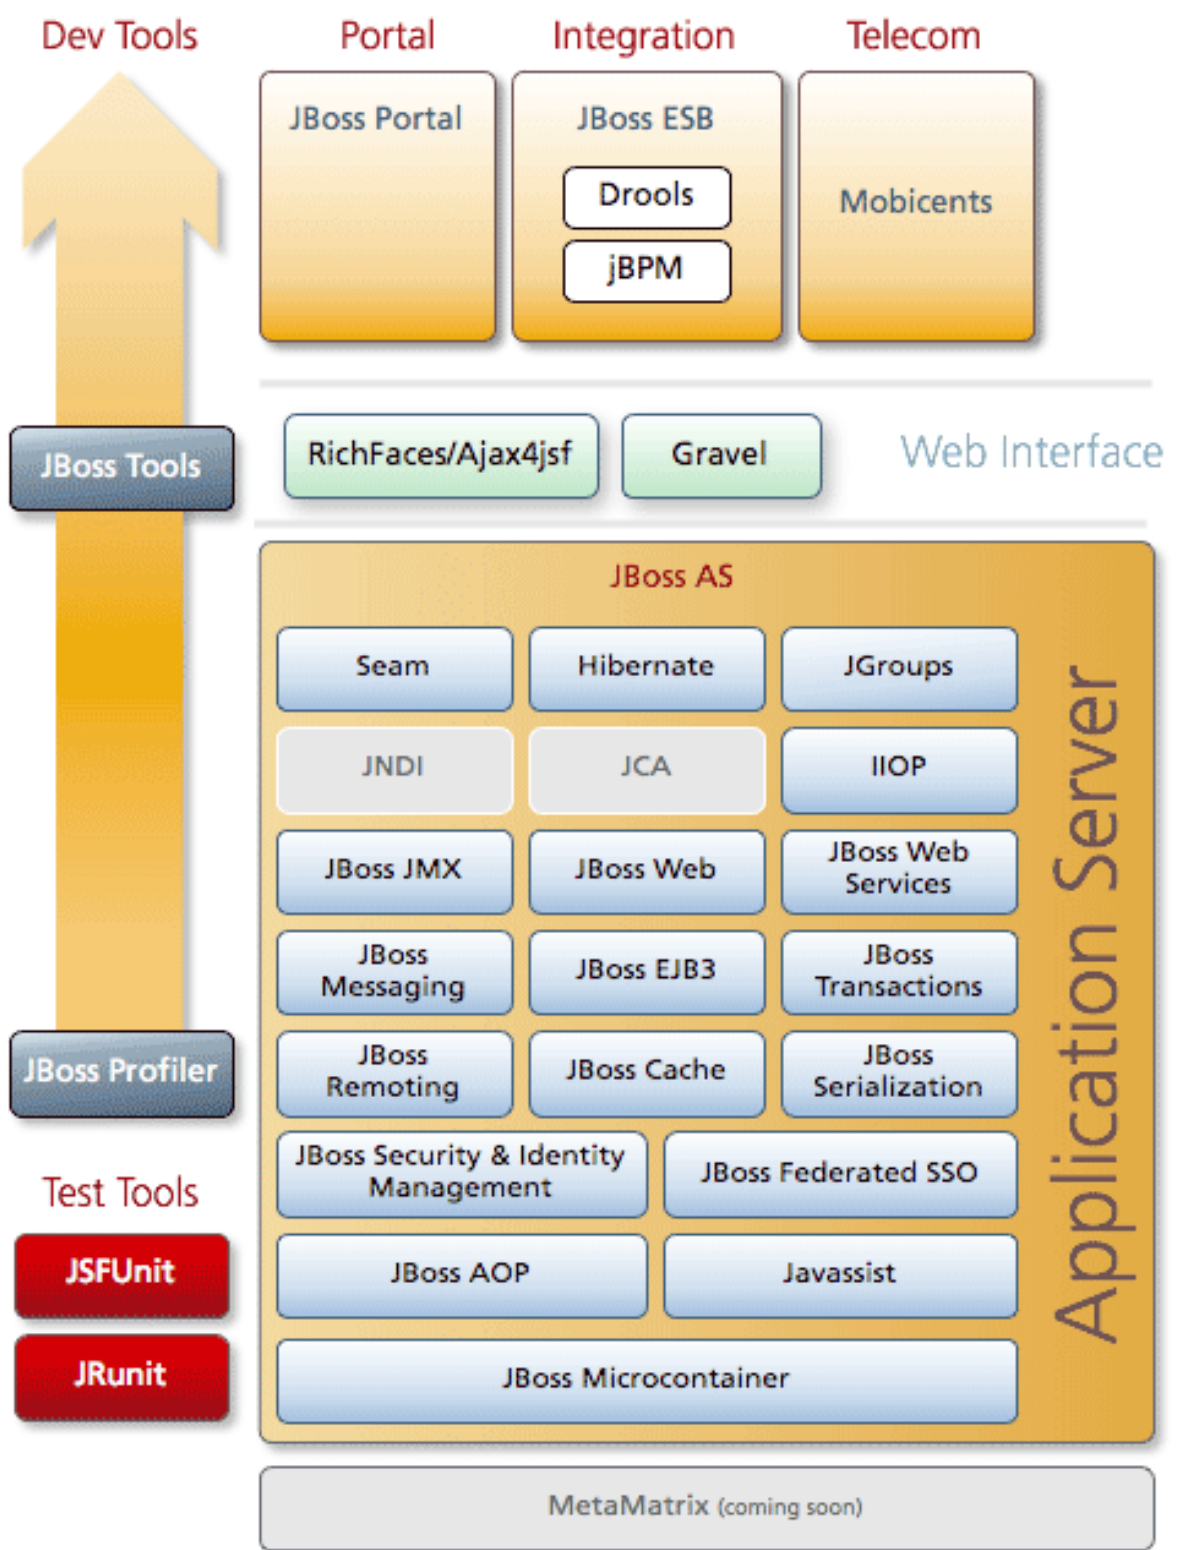 Dev Tools
Portal
Integration
Telecom
JBoss Portal
JBoss ESB
Drools
jBPM
Mobicents
JBoss Tools
RichFaces/Ajax4jsf
Gravel
Web Interface
JBoss AS
Seam
Hibernate
JGroups
JNDI
JCA
IIOP
JBoss JMX
JBoss Web
JBoss Web
Services
JBoss
Messaging
JBoss EJB3
JBoss
Transactions
JBoss
Remoting
JBoss Cache
JBoss
Serialization
JBoss Security & Identity
Management
JBoss Federated SSO
JBoss AOP
Javassist
JBoss Microcontainer
Application Server
JBoss Profiler
Test Tools
JSFUnit
JRunit
MetaMatrix (coming soon)